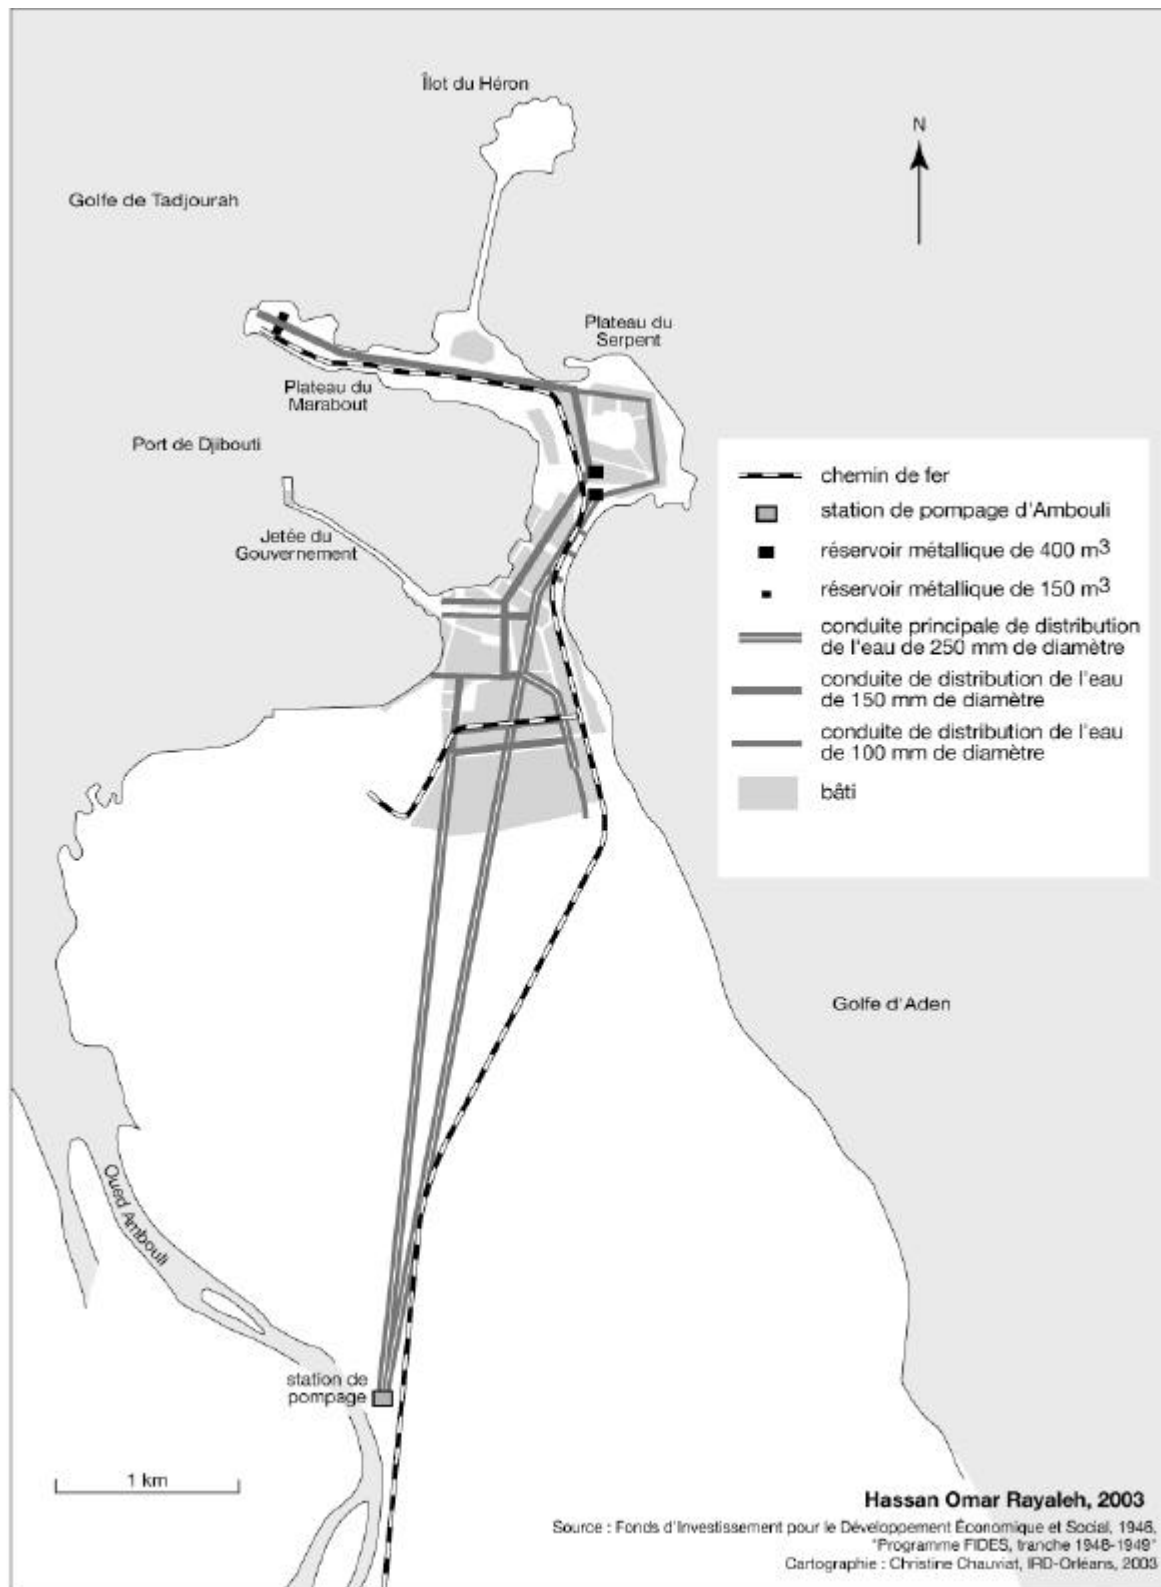 Îlot du Héron
N
Golfe de Tadjourah
Plateau du
Serpent
Plateau du
Marabout
Port de Djibouti
Jetée du
Gouvernement
chemin de fer
station de pompage d'Ambouli
réservoir métallique de 400 m3
réservoir métallique de 150 m3
conduite principale de distribution
de l'eau de 250 mm de diamètre
conduite de distribution de l'eau
de 150 mm de diamètre
conduite de distribution de l'eau
de 100 mm de diamètre
bâti
Golfe d'Aden
Oued Ambouli
station de
pompage
1 km
Hassan Omar Rayaleh, 2003
Source : Fonds d'Investissement pour le Développement Économique et Social, 1946,
"Programme FIDES, tranche 1946-1949"
Cartographie : Christine Chauviat, IRD-Orléans, 2003